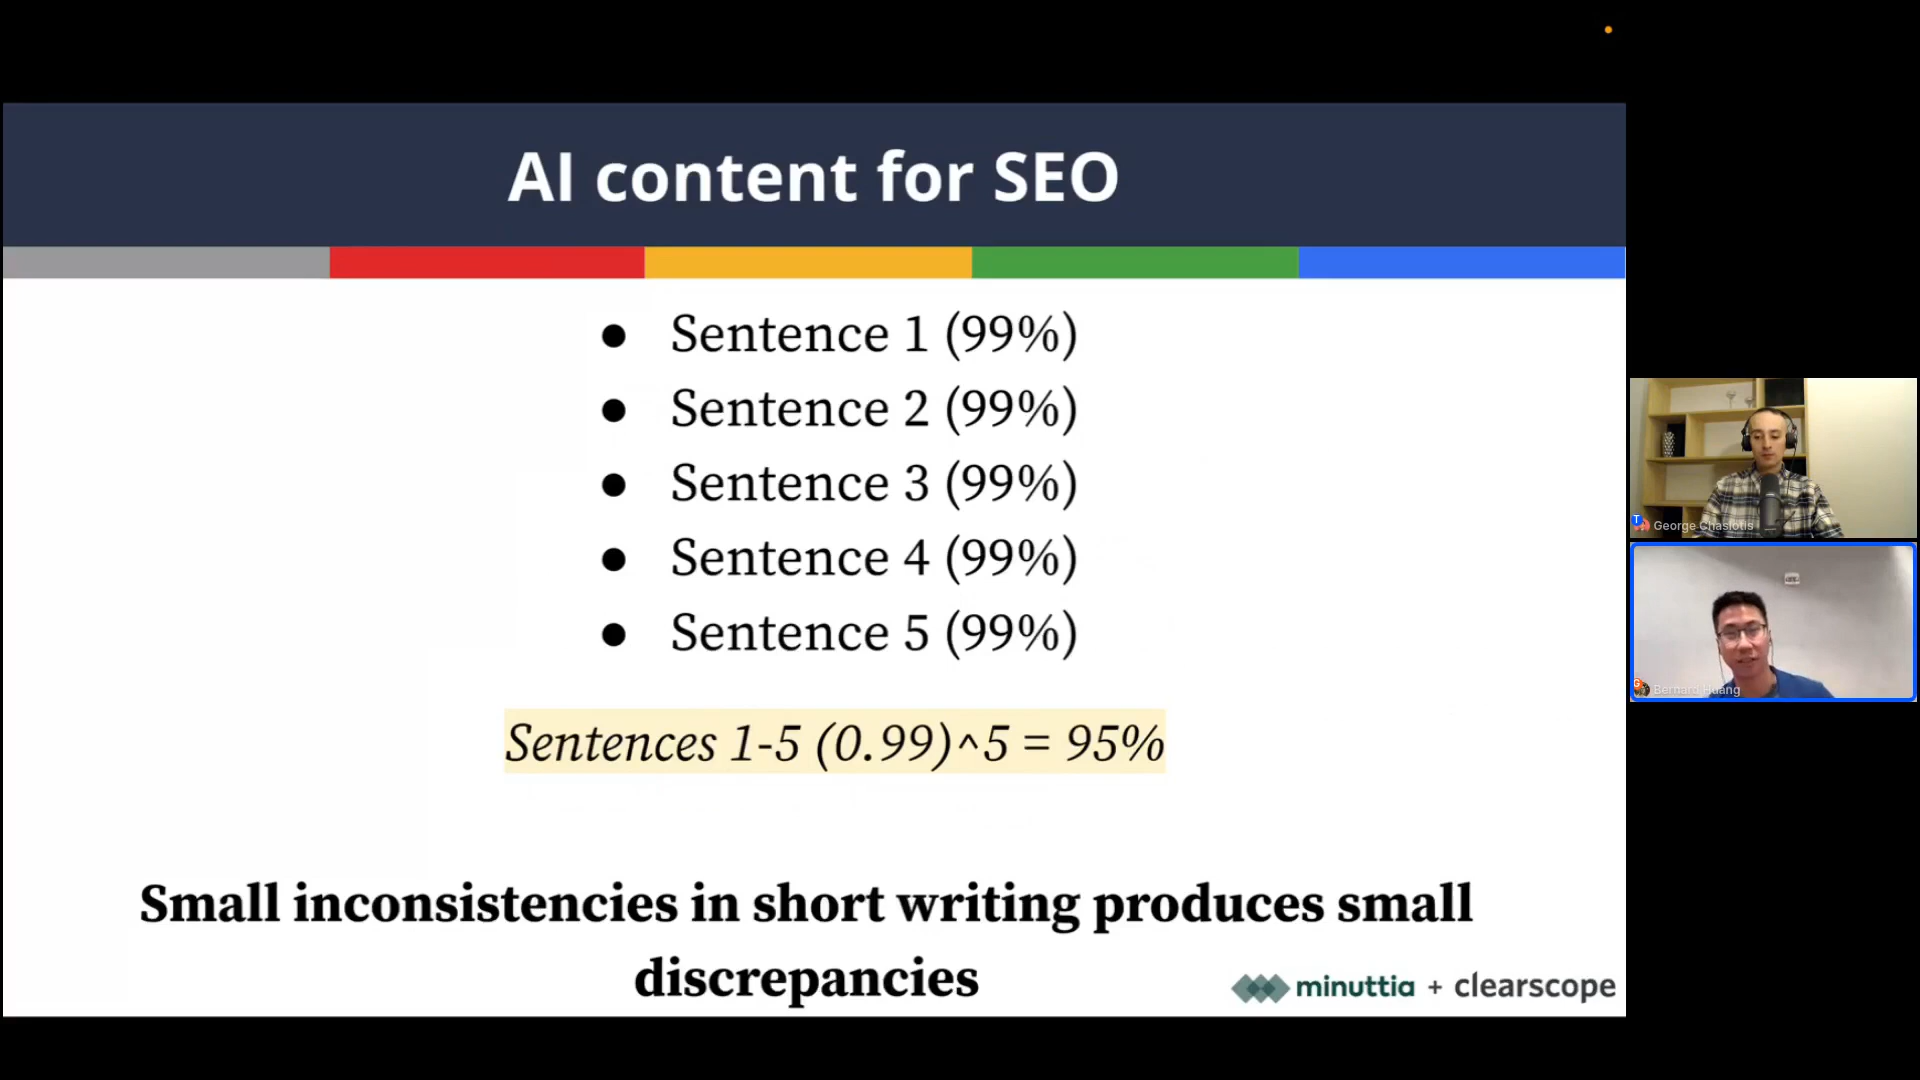 AI content for SEO
● Sentence 1 (99%)
● Sentence 2 (99%)
● Sentence 3 (99%)
● Sentence 4 (99%)
● Sentence 5 (99%)
Sentences 1-5 (0.99)^5 = 95%
Small inconsistencies in short writing produces small
discrepancies
minuttia + clearscope
T
George Chasiotis
Bernard Huang